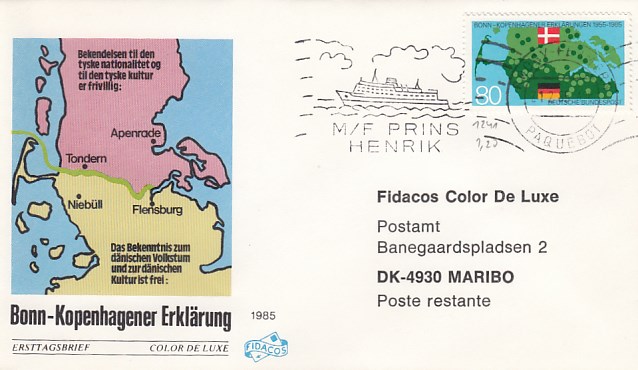 Bekendelsen til den
tyske nationalitet og
til den tyske kultur
er frivillig:
Apenrade
Tondern
Niebüll
Flensburg
Das Bekenntnis zum
dänischen Volkstum
und zur dänischen
Kultur ist frei:
Bonn-Kopenhagener Erklärung
ERSTTAGSBRIEF COLOR DE LUXE
1985
FIDACOS
M/F PRINS
HENRIK
BONN-KOPENHAGENER ERKLÄRUNGEN 1955-1985
80
DEUTSCHE BUNDESPOST
PAQUEBOT
1241
1,20
Fidacos Color De Luxe
Postamt
Banegaardspladsen 2
DK-4930 MARIBO
Poste restante